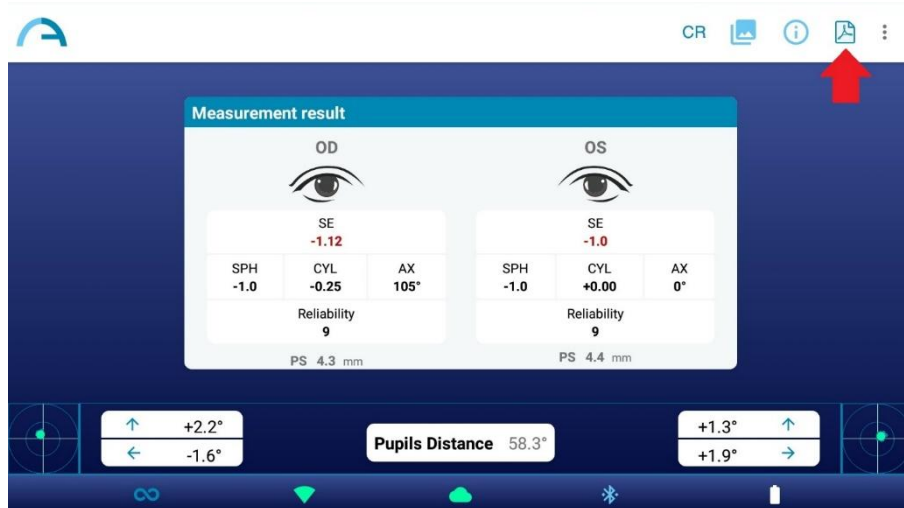 CR
Measurement result
OD
OS
SE
-1.12
SE
-1.0
SPH CYL AX
-1.0 -0.25 105°
SPH CYL AX
-1.0 +0.00 0°
Reliability
9
Reliability
9
PS 4.3 mm
PS 4.4 mm
+2.2°
-1.6°
Pupils Distance 58.3°
+1.3°
+1.9°